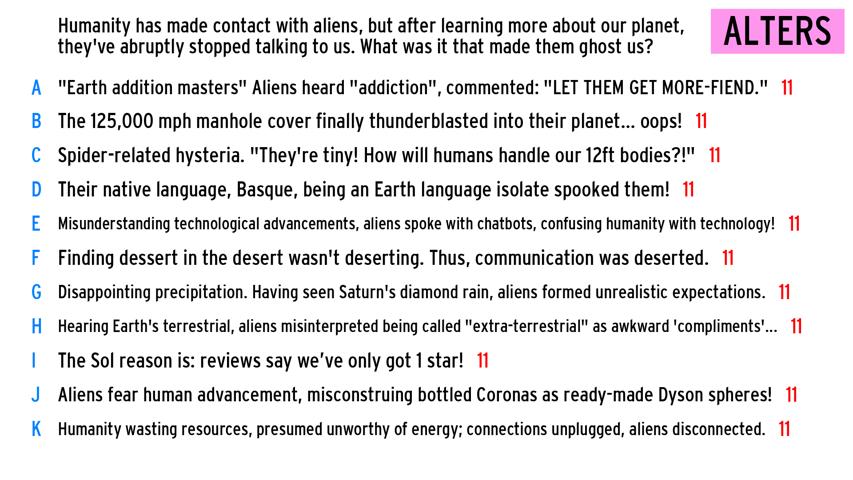 Humanity has made contact with aliens, but after learning more about our planet,
they've abruptly stopped talking to us. What was it that made them ghost us?
ALTERS
A "Earth addition masters" Aliens heard "addiction", commented: "LET THEM GET MORE-FIEND." 11
B The 125,000 mph manhole cover finally thunderblasted into their planet... oops! 11
C Spider-related hysteria. "They're tiny! How will humans handle our 12ft bodies?!" 11
D Their native language, Basque, being an Earth language isolate spooked them! 11
E Misunderstanding technological advancements, aliens spoke with chatbots, confusing humanity with technology! 11
F Finding dessert in the desert wasn't deserting. Thus, communication was deserted. 11
G Disappointing precipitation. Having seen Saturn's diamond rain, aliens formed unrealistic expectations. 11
H Hearing Earth's terrestrial, aliens misinterpreted being called "extra-terrestrial" as awkward 'compliments'... 11
I The Sol reason is: reviews say we’ve only got 1 star! 11
J Aliens fear human advancement, misconstruing bottled Coronas as ready-made Dyson spheres! 11
K Humanity wasting resources, presumed unworthy of energy; connections unplugged, aliens disconnected. 11